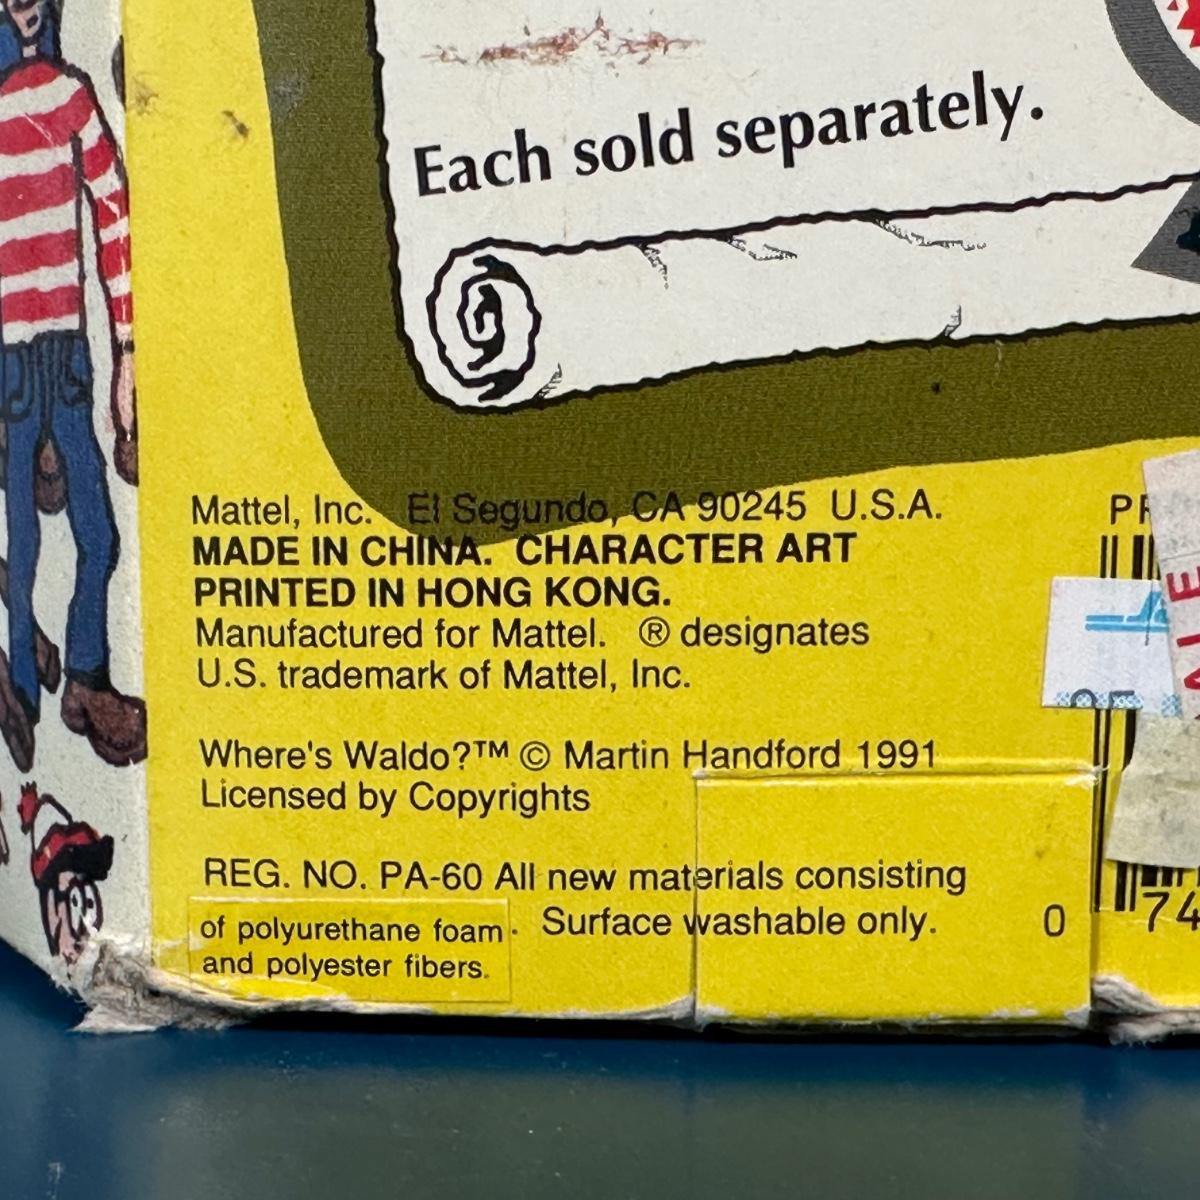 Each sold separately.
Mattel, Inc. El Segundo, CA 90245 U.S.A.
MADE IN CHINA. CHARACTER ART
PRINTED IN HONG KONG.
Manufactured for Mattel. ® designates
U.S. trademark of Mattel, Inc.
Where's Waldo?™ © Martin Handford 1991
Licensed by Copyrights
REG. NO. PA-60 All new materials consisting
of polyurethane foam. Surface washable only.
and polyester fibers.
0 74